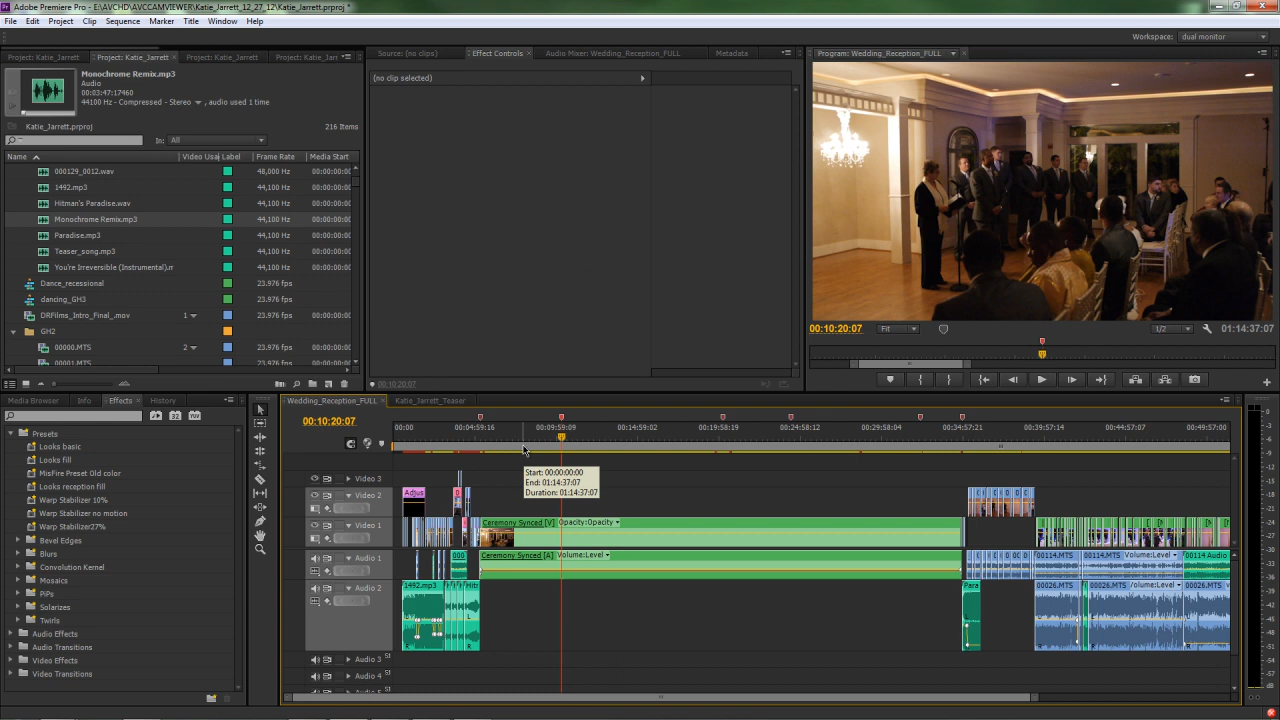 Adobe Premiere Pro - E:\AVCHD\AVCCAMVIEWER\Katie_Jarrett_12_27_12\Katie_Jarrett.prproj *
File Edit Project Clip Sequence Marker Title Window Help
Workspace: dual monitor
Project: Katie_Jarrett Project: Katie_Jarrett Project: Katie_Jarrett Project: Katie_Jarr
Monochrome Remix.mp3
Audio
00:03:47:17460
44100 Hz - Compressed - Stereo , audio used 1 time
Katie_Jarrett.prproj 216 Items
In: All
Name Video Usa Label Frame Rate Media Start
000129_0012.wav 48,000 Hz 00:00:00:00
1492.mp3 44,100 Hz 00:00:00:00
Hitman's Paradise.wav 44,100 Hz 00:00:00:00
Monochrome Remix.mp3 44,100 Hz 00:00:00:00
Paradise.mp3 44,100 Hz 00:00:00:00
Teaser_song.mp3 44,100 Hz 00:00:00:00
You're Irreversible (Instrumental).m 44,100 Hz 00:00:00:00
Dance_recessional 23.976 fps
dancing_GH3 23.976 fps
DRFilms_Intro_Final_.mov 1 23.976 fps 00:00:00:00
GH2
00000.MTS 2 23.976 fps 00:00:00:00
00001.MTS 23.976 fps 00:00:00:00
Source: (no clips) Effect Controls Audio Mixer: Wedding_Reception_FULL Metadata
(no clip selected)
00:10:20:07
Program: Wedding_Reception_FULL
00:10:20:07 Fit 1/2 01:14:37:07
Media Browser Info Effects History
32
Presets
Looks basic
Looks fill
MisFire Preset Old color
Looks reception fill
Warp Stabilizer 10%
Warp Stabilizer no motion
Warp Stabilizer27%
Bevel Edges
Blurs
Convolution Kernel
Mosaics
PiPs
Solarizes
Twirls
Audio Effects
Audio Transitions
Video Effects
Video Transitions
Wedding_Reception_FULL Katie_Jarrett_Teaser
00:10:20:07
00:00 00:04:59:16 00:09:59:09 00:14:59:02 00:19:58:19 00:24:58:12 00:29:58:04 00:34:57:21 00:39:57:14 00:44:57:07 00:49:57:00
Start: 00:00:00:00
End: 01:14:37:07
Duration: 01:14:37:07
Video 3
Video 2 Adjus
Video 1 Ceremony Synced [V] Opacity:Opacity
Audio 1 000 Ceremony Synced [A] Volume:Level 00114.MTS 00114.MTS Volume:Level 00114 Audio
Audio 2 1492.mp3 Hitr Para 00026.MTS 00026.MTS Volume:Level 00026.MTS
Audio 3
Audio 4
Audio 5